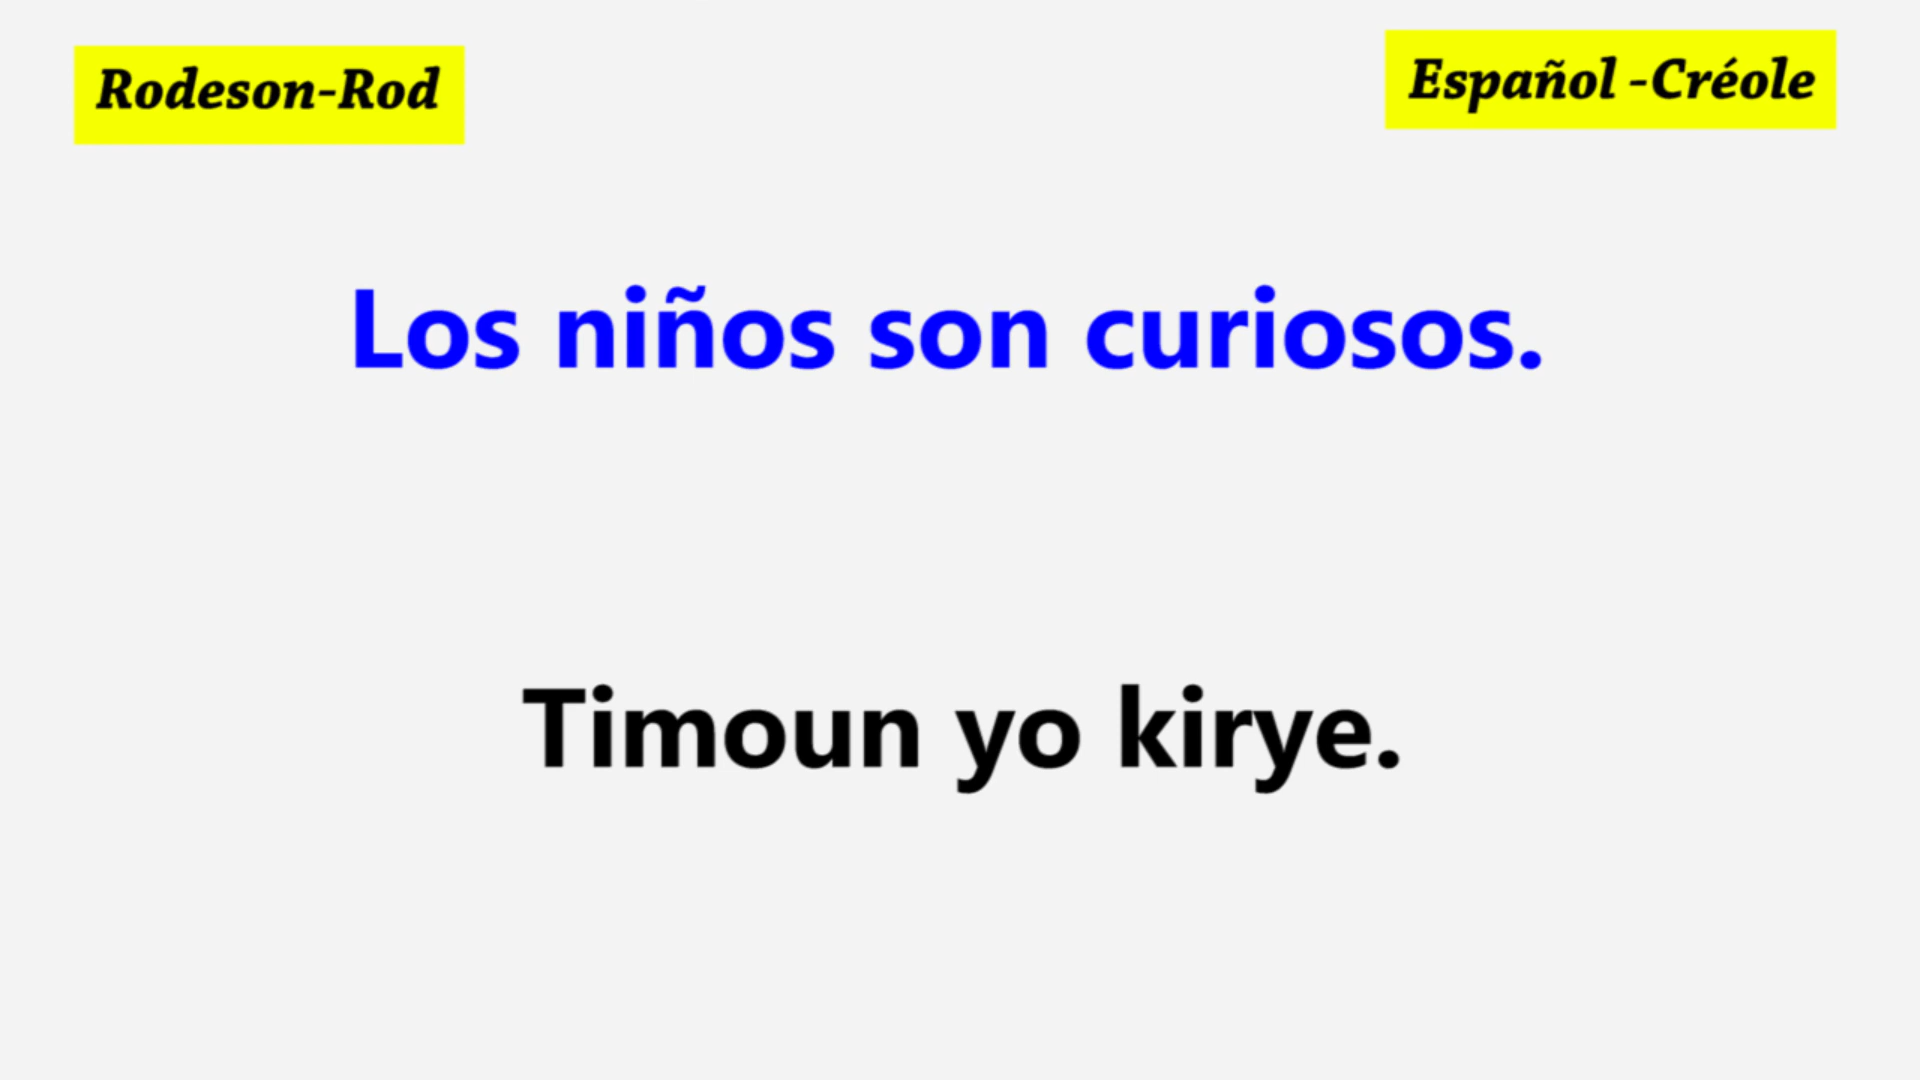 Rodeson-Rod
Español -Créole
Los niños son curiosos.
Timoun yo kirye.